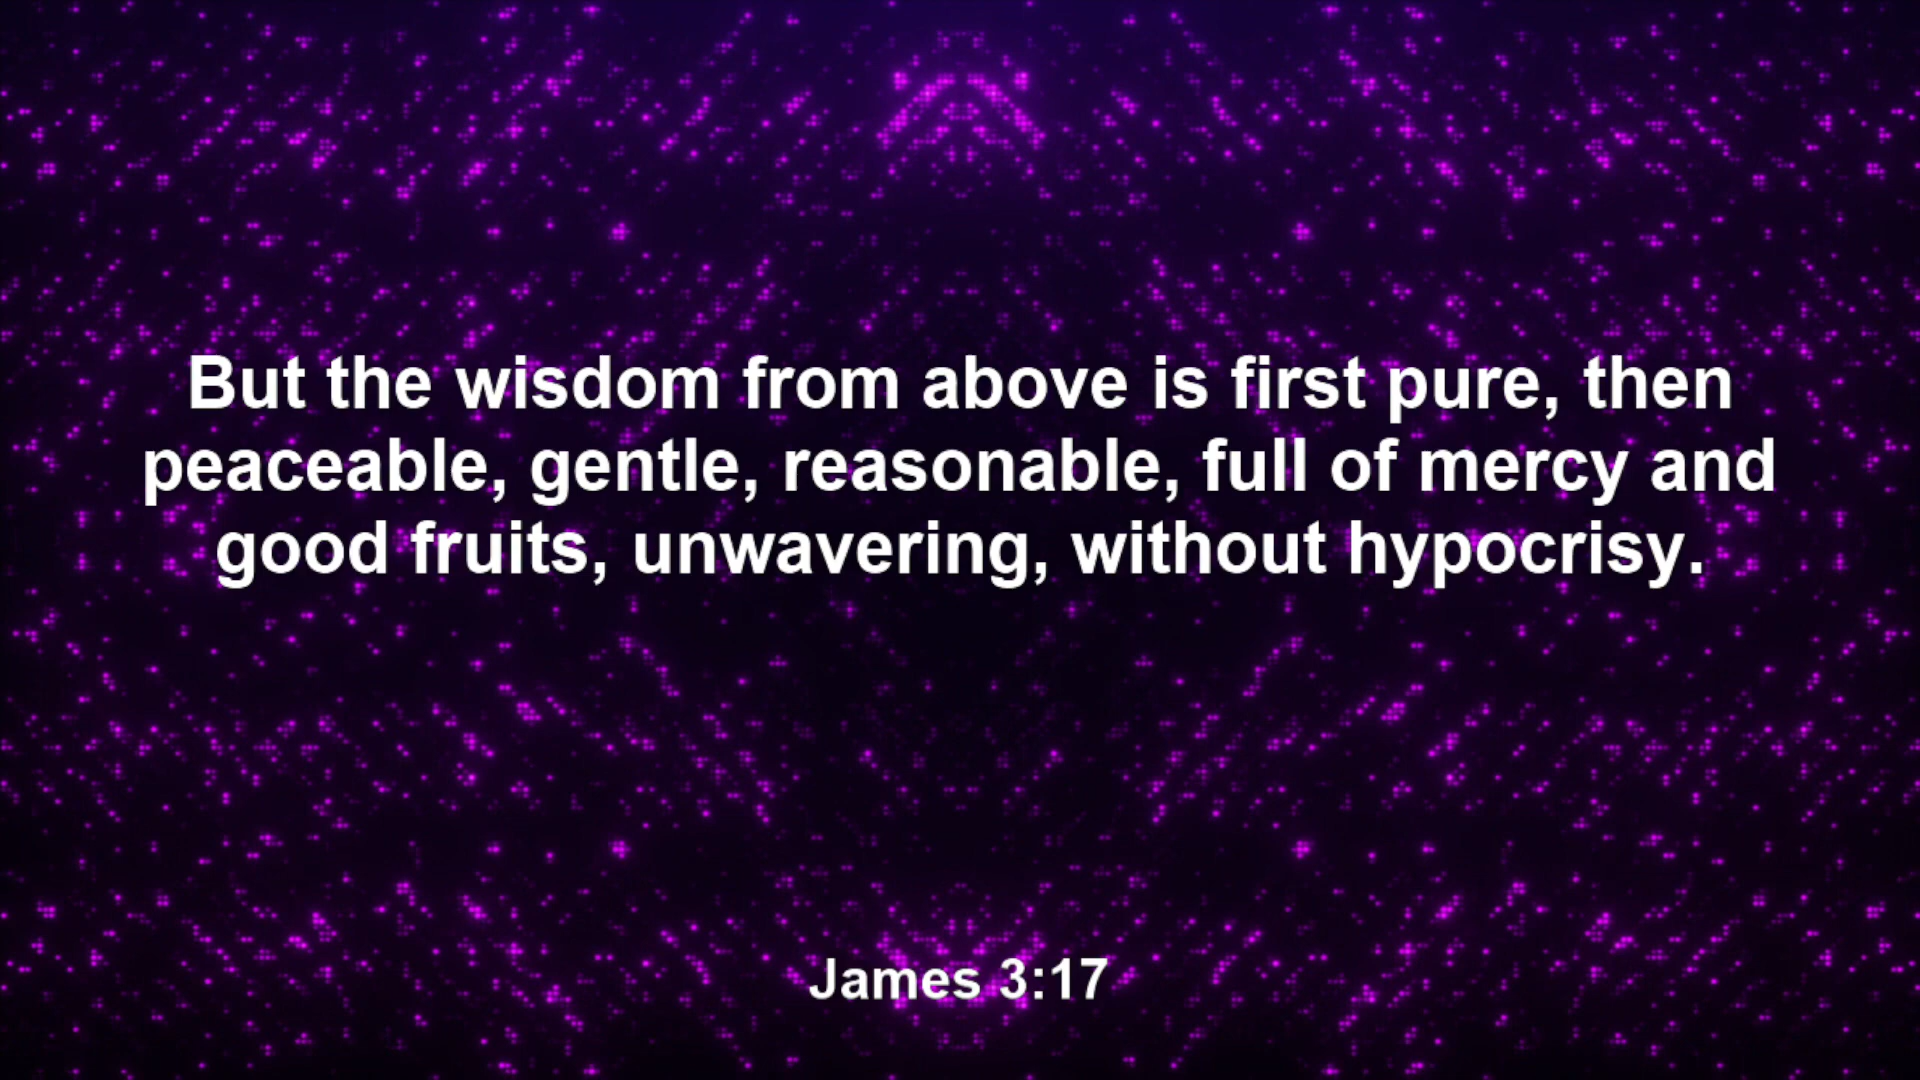 But the wisdom from above is first pure, then
peaceable, gentle, reasonable, full of mercy and
good fruits, unwavering, without hypocrisy.
James 3:17